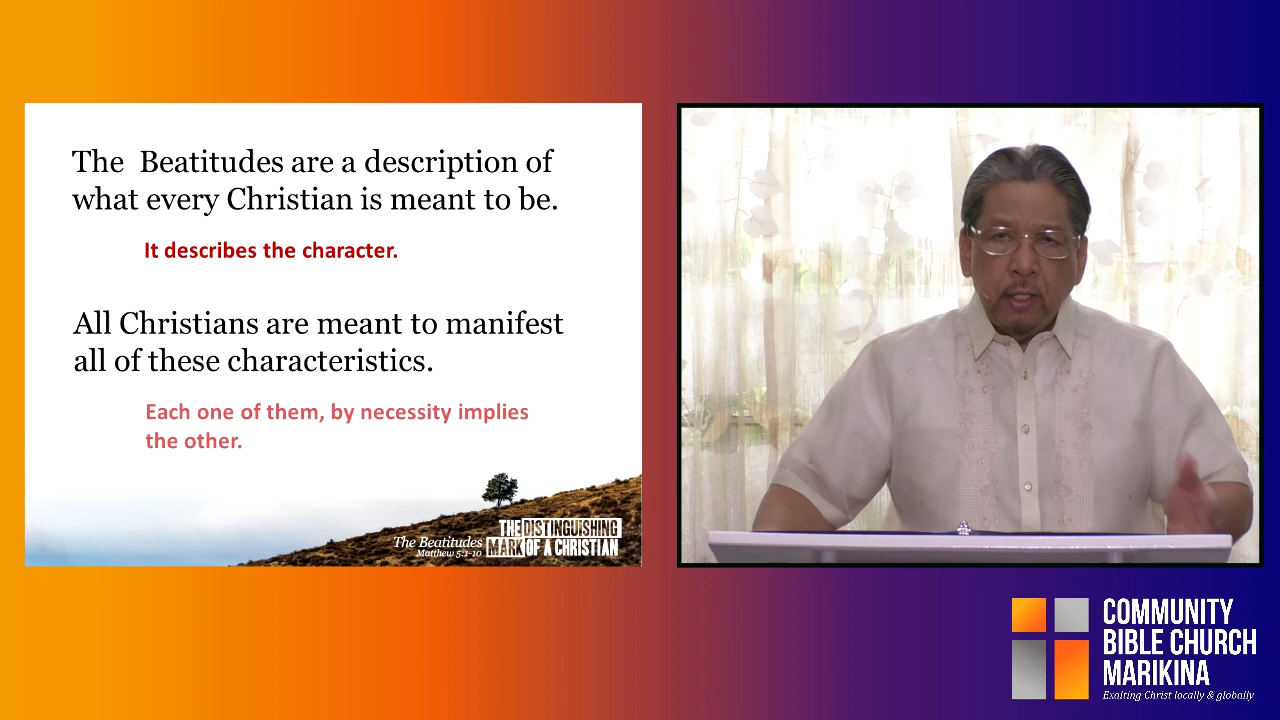 The Beatitudes are a description of
what every Christian is meant to be.
It describes the character.
All Christians are meant to manifest
all of these characteristics.
Each one of them, by necessity implies
the other.
The Beatitudes
Matthew 5:1-10
THE DISTINGUISHING
MARK OF A CHRISTIAN
COMMUNITY
BIBLE CHURCH
MARIKINA
Exalting Christ locally & globally